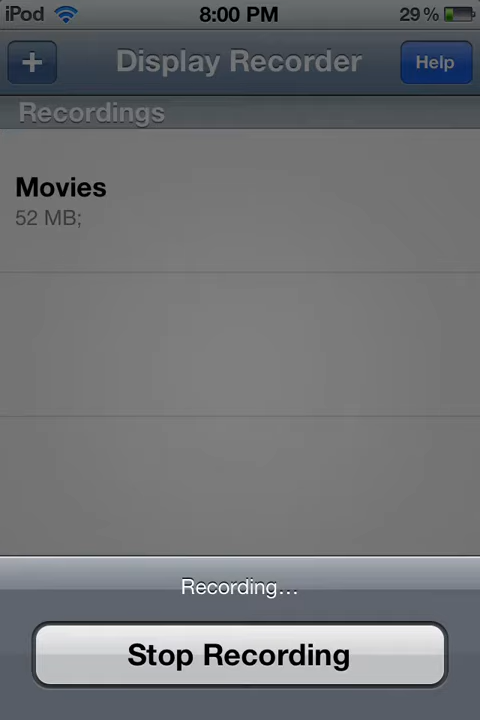 iPod 8:00 PM 29%
+ Display Recorder Help
Recordings
Movies
52 MB;
Recording...
Stop Recording